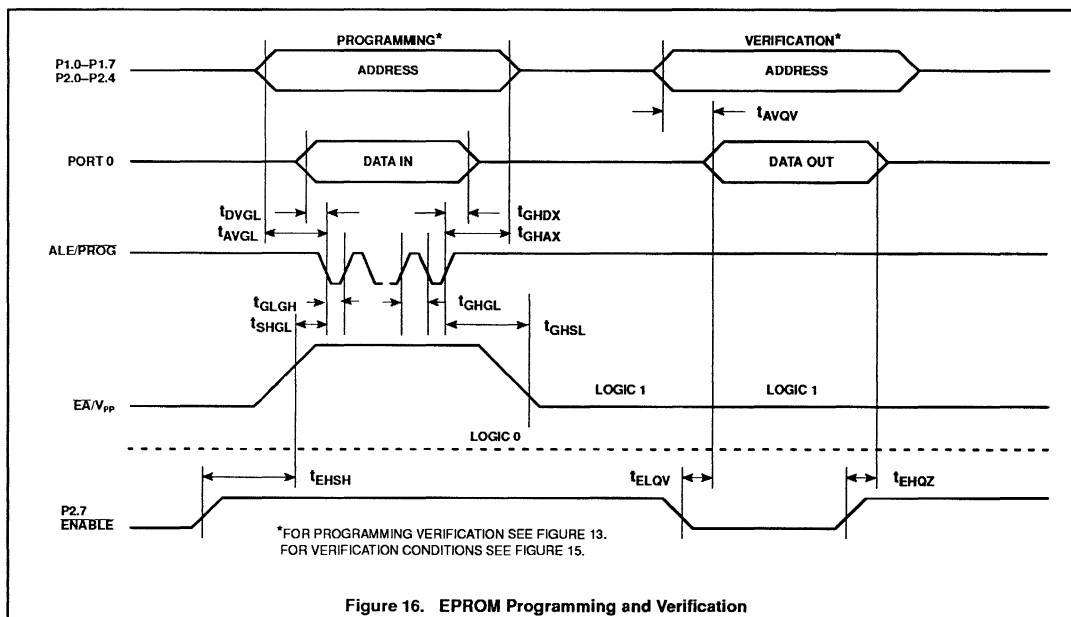 PROGRAMMING*
VERIFICATION*
P1.0–P1.7
P2.0–P2.4
ADDRESS
ADDRESS
tAVQV
PORT 0
DATA IN
DATA OUT
tDVGL
tGHDX
tAVGL
tGHAX
ALE/PROG
tGLGH
tGHGL
tSHGL
tGHSL
LOGIC 1
LOGIC 1
EA/VPP
LOGIC 0
tEHSH
tELQV
tEHQZ
P2.7
ENABLE
*FOR PROGRAMMING VERIFICATION SEE FIGURE 13.
FOR VERIFICATION CONDITIONS SEE FIGURE 15.
Figure 16. EPROM Programming and Verification